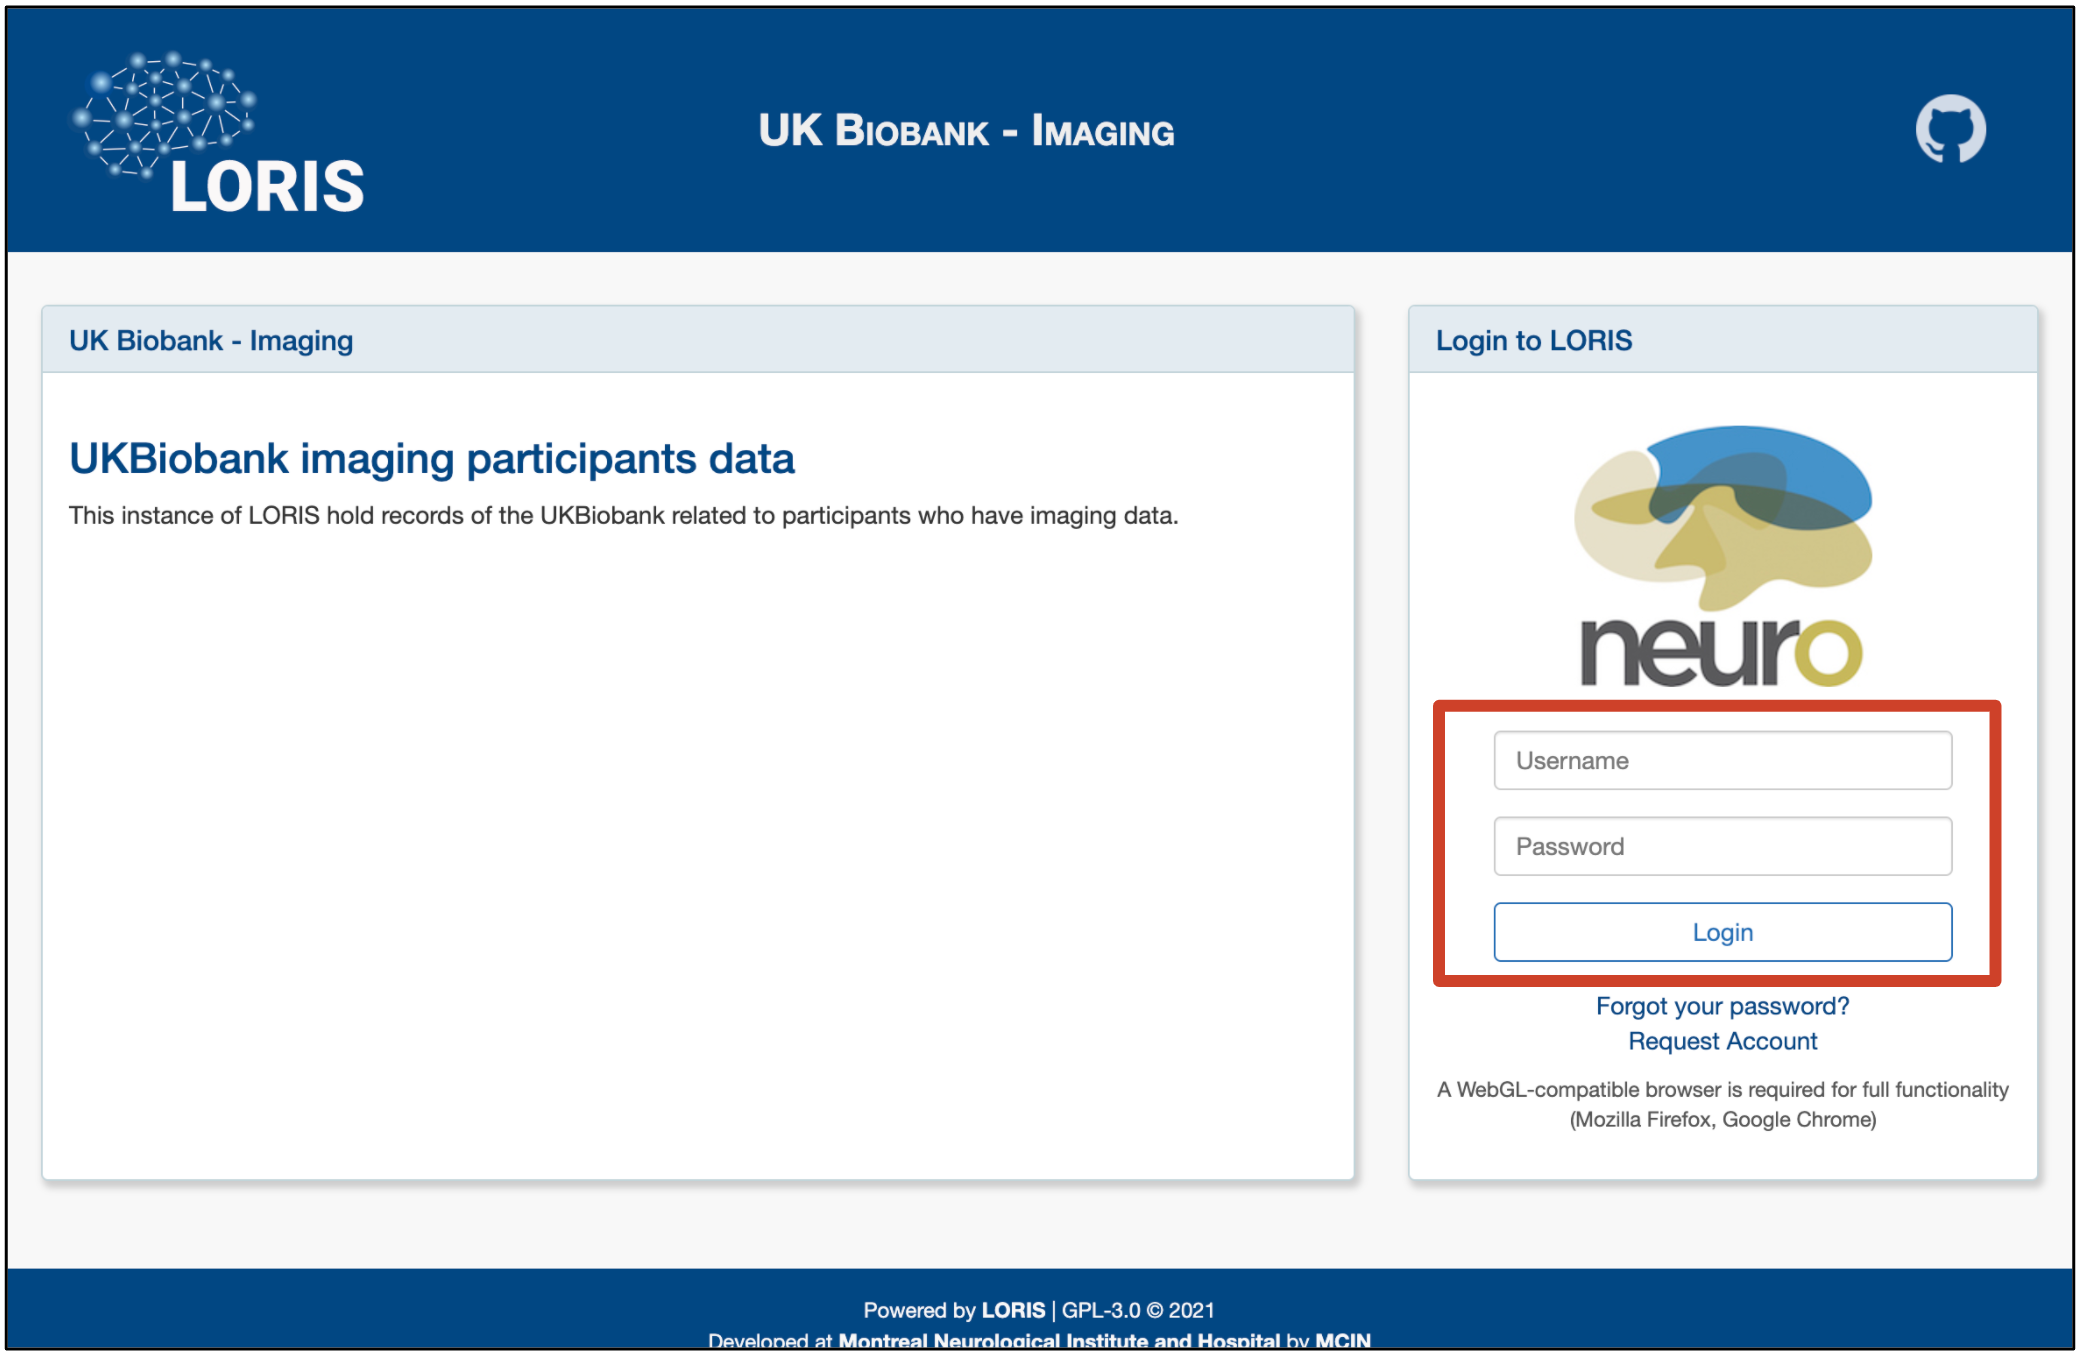 LORIS
UK Biobank - Imaging
UK Biobank - Imaging
UKBiobank imaging participants data
This instance of LORIS hold records of the UKBiobank related to participants who have imaging data.
Login to LORIS
neuro
Username
Password
Login
Forgot your password?
Request Account
A WebGL-compatible browser is required for full functionality
(Mozilla Firefox, Google Chrome)
Powered by LORIS | GPL-3.0 © 2021
Developed at Montreal Neurological Institute and Hospital by MCIN